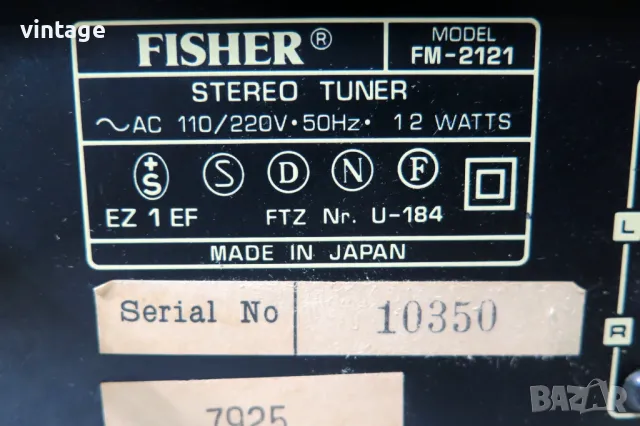 vintage
FISHER® MODEL FM-2121
STEREO TUNER
~AC 110/220V•50Hz• 12 WATTS
+S S D N F
EZ 1 EF FTZ Nr. U-184
MADE IN JAPAN
L
Serial No 10350
R
7925
BAZAR